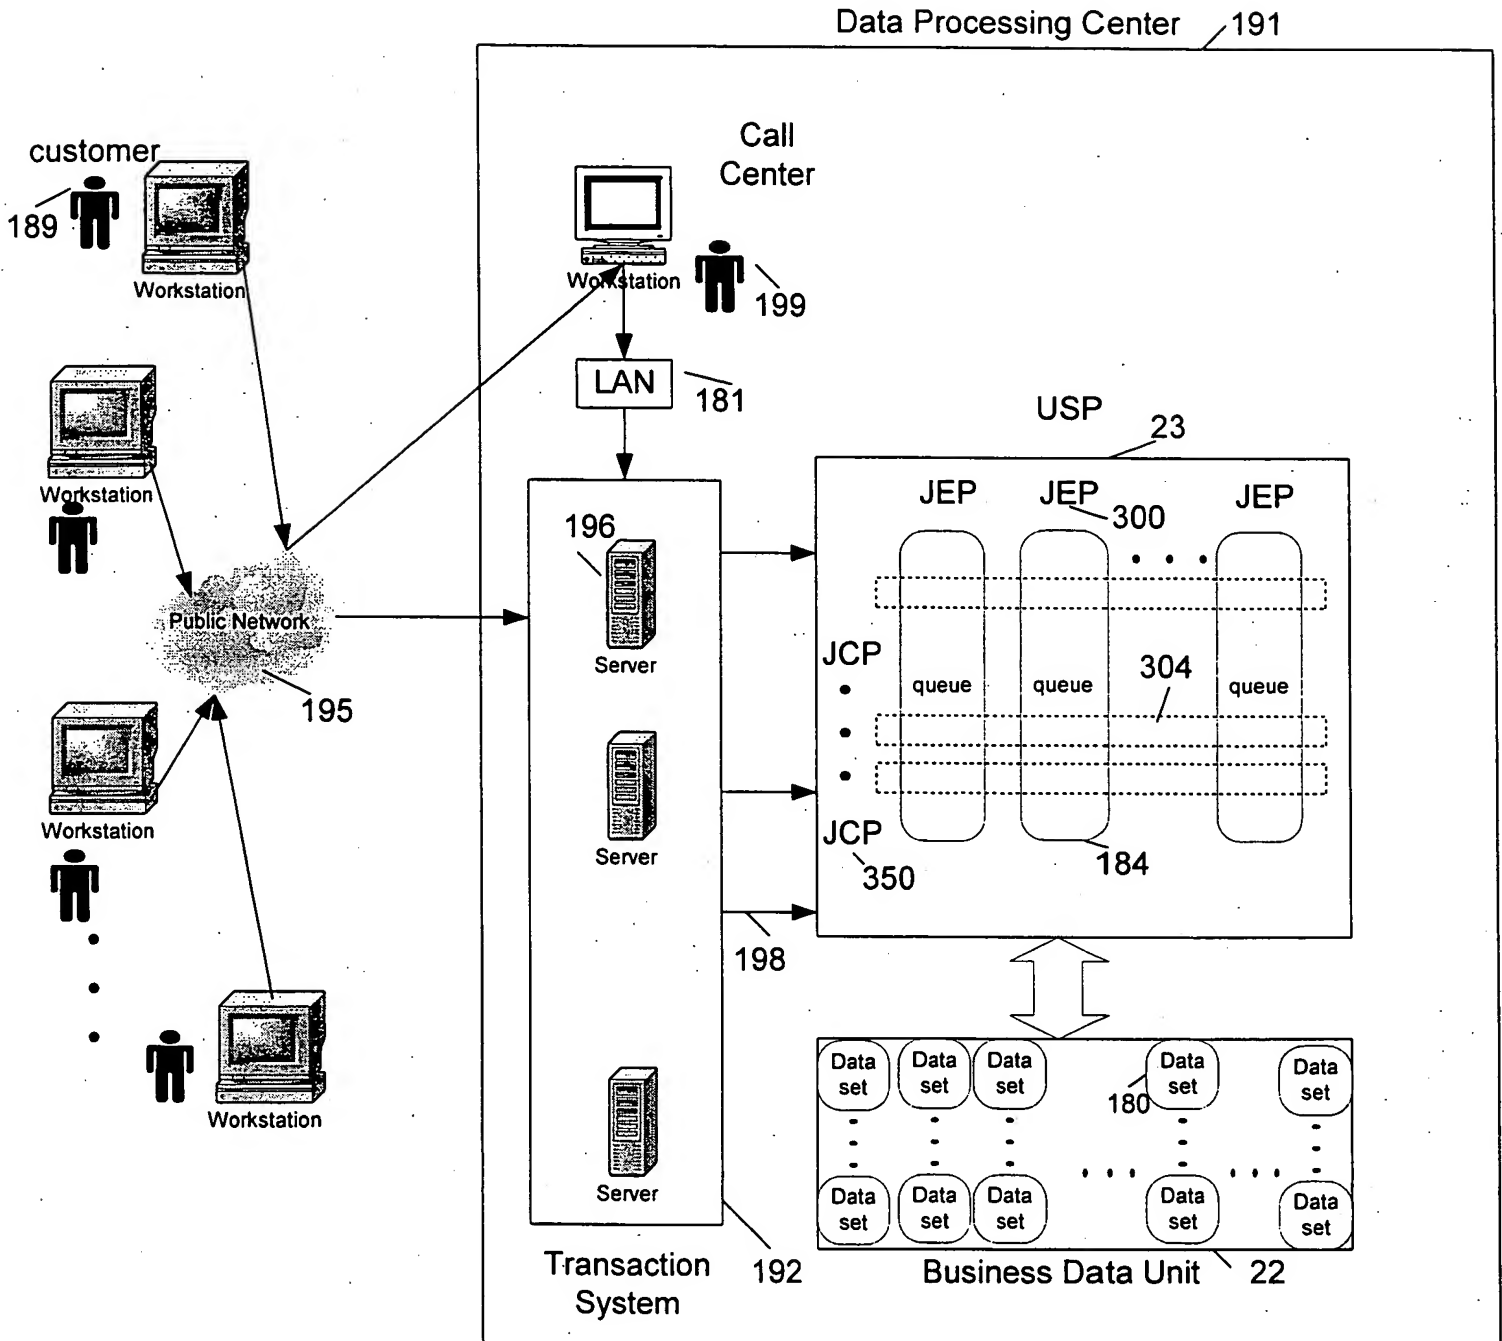 Data Processing Center 191
customer
189
Workstation
Call
Center
Workstation
199
LAN
181
Workstation
USP
23
JEP
JEP
JEP
300
196
Public Network
195
Server
JCP
304
queue
queue
queue
Workstation
Server
JCP
350
184
198
Workstation
Data
set
Data
set
Data
set
Data
set
Data
set
180
Server
Data
set
Data
set
Data
set
Data
set
Data
set
Transaction
System
192
Business Data Unit 22